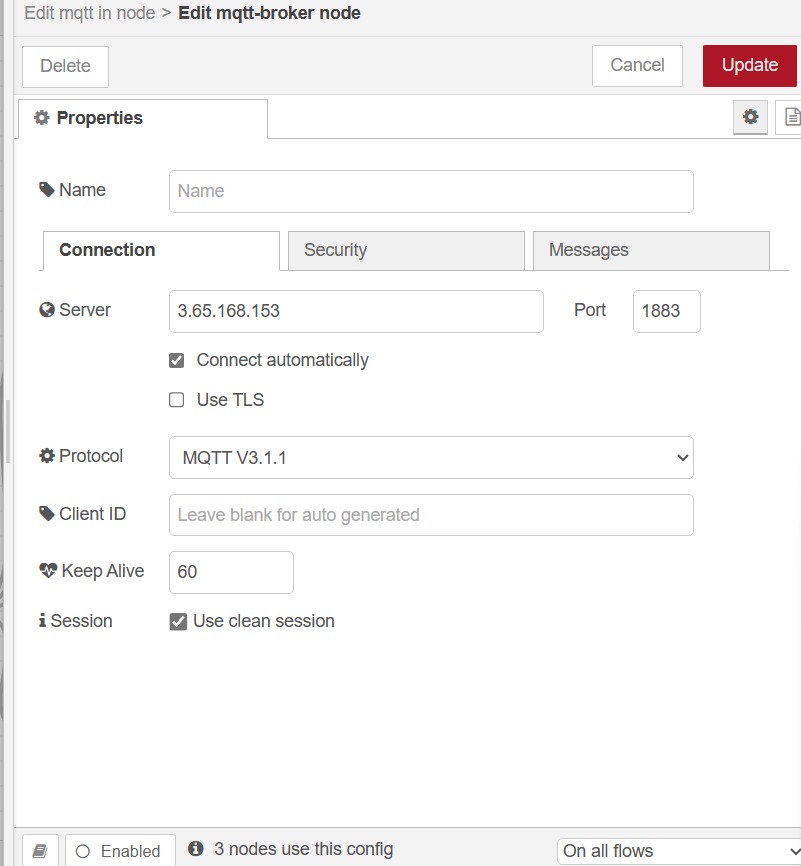 Edit mqtt in node > Edit mqtt-broker node
Delete Cancel Update
Properties
Name Name
Connection Security Messages
Server 3.65.168.153 Port 1883
Connect automatically
Use TLS
Protocol MQTT V3.1.1
Client ID Leave blank for auto generated
Keep Alive 60
Session Use clean session
Enabled 3 nodes use this config On all flows